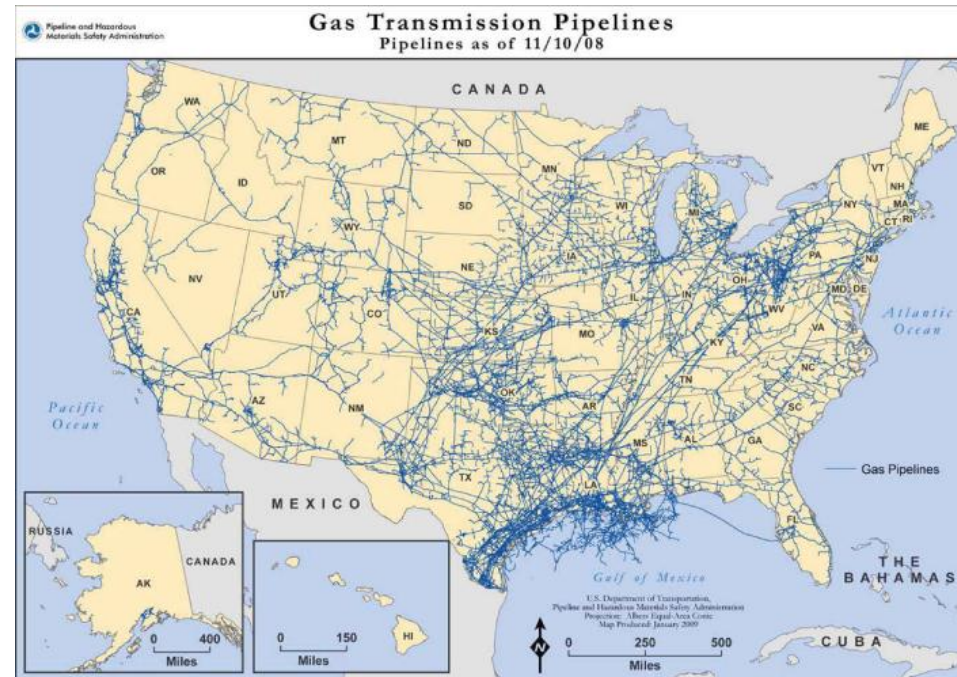 Pipeline and Hazardous
Materials Safety Administration
Gas Transmission Pipelines
Pipelines as of 11/10/08
CANADA
WA
MT
ND
ME
OR
ID
MN
VT
NH
SD
WI
MI
NY
MA
CT RI
WY
IA
PA
NV
NE
OH
NJ
UT
IL
IN
MD DE
CA
CO
WV
KS
MO
KY
VA
Atlantic
Ocean
Pacific
Ocean
AZ
NM
OK
AR
TN
NC
SC
MS
AL
GA
TX
LA
Gas Pipelines
MEXICO
FL
RUSSIA
CANADA
AK
0 400
Miles
HI
0 150
Miles
Gulf of Mexico
THE
BAHAMAS
U.S. Department of Transportation,
Pipeline and Hazardous Materials Safety Administration
Projection: Albers Equal-Area Conic
Map Produced: January 2009
N
0 250 500
Miles
CUBA